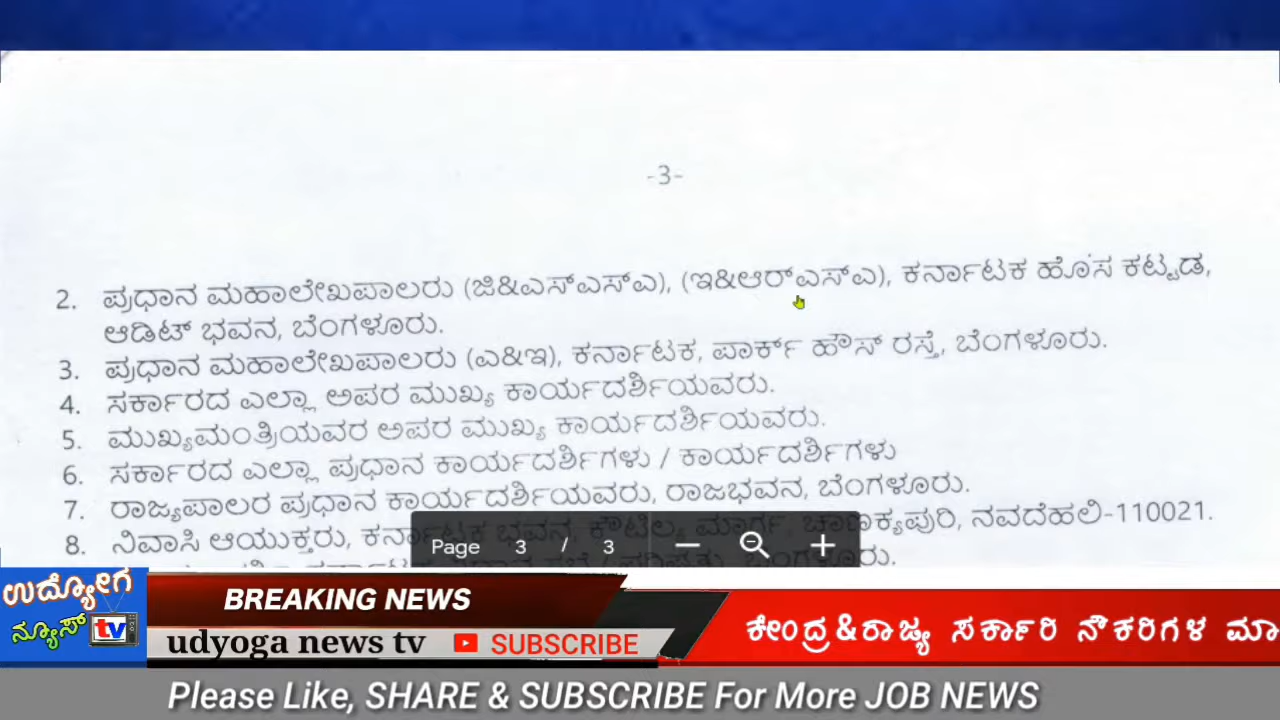 -3-
2. ಪ್ರಧಾನ ಮಹಾಲೇಖಪಾಲರು (ಜಿ&ಎಸ್ಎಸ್ಎ), (ಇ&ಆರ್ಎಸ್ಎ), ಕರ್ನಾಟಕ ಹೊಸ ಕಟ್ಟಡ,
ಆಡಿಟ್ ಭವನ, ಬೆಂಗಳೂರು.
3. ಪ್ರಧಾನ ಮಹಾಲೇಖಪಾಲರು (ಎ&ಇ), ಕರ್ನಾಟಕ, ಪಾರ್ಕ್ ಹೌಸ್ ರಸ್ತೆ, ಬೆಂಗಳೂರು.
4. ಸರ್ಕಾರದ ಎಲ್ಲಾ ಅಪರ ಮುಖ್ಯ ಕಾರ್ಯದರ್ಶಿಯವರು.
5. ಮುಖ್ಯಮಂತ್ರಿಯವರ ಅಪರ ಮುಖ್ಯ ಕಾರ್ಯದರ್ಶಿಯವರು.
6. ಸರ್ಕಾರದ ಎಲ್ಲಾ ಪ್ರಧಾನ ಕಾರ್ಯದರ್ಶಿಗಳು / ಕಾರ್ಯದರ್ಶಿಗಳು
7. ರಾಜ್ಯಪಾಲರ ಪ್ರಧಾನ ಕಾರ್ಯದರ್ಶಿಯವರು, ರಾಜಭವನ, ಬೆಂಗಳೂರು.
8. ನಿವಾಸಿ ಆಯುಕ್ತರು, ಕರ್ನಾಟಕ ಭವನ, ಕೌಟಿಲ್ಯ ಮಾರ್ಗ, ಚಾಣಕ್ಯಪುರಿ, ನವದೆಹಲಿ-110021.
Page 3 / 3
ಉದ್ಯೋಗ
ನ್ಯೂಸ್ tv
BREAKING NEWS
udyoga news tv SUBSCRIBE
ಕೇಂದ್ರ&ರಾಜ್ಯ ಸರ್ಕಾರಿ ನೌಕರಿಗಳ ಮಾ
Please Like, SHARE & SUBSCRIBE For More JOB NEWS